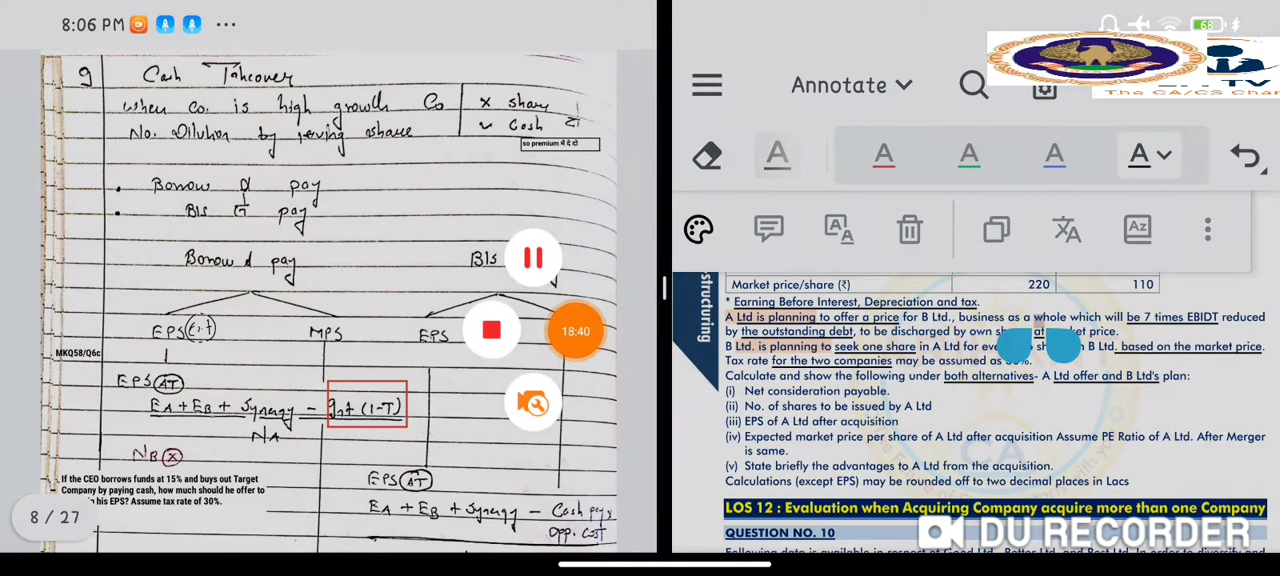 8:06 PM
9 Cash Takeover
When Co. is high growth Co
No. Dilution by issuing share
x share
Cash दो
so premium भी दे दो
Borrow & pay
B/s से pay
Borrow & pay
B/s
EPS(↑.↑) MPS EPS
MKQ58/Q6c
EPS (AT)
EA + EB + Synergy - Int (1-T)
NA
NB (x)
If the CEO borrows funds at 15% and buys out Target
Company by paying cash, how much should he offer to
his EPS? Assume tax rate of 30%.
8 / 27
EPS (AT)
EA + EB + Synergy - Cash pys
Opp. cost
18:40
68
TV
The CA/CS Chan
Annotate
A A A A A
Az
structuring
Market price/share (₹) 220 110
* Earning Before Interest, Depreciation and tax.
A Ltd is planning to offer a price for B Ltd., business as a whole which will be 7 times EBIDT reduced
by the outstanding debt, to be discharged by own at market price.
B Ltd. is planning to seek one share in A Ltd for every B Ltd. based on the market price.
Tax rate for the two companies may be assumed as 30%.
Calculate and show the following under both alternatives- A Ltd offer and B Ltd's plan:
(i) Net consideration payable.
(ii) No. of shares to be issued by A Ltd
(iii) EPS of A Ltd after acquisition
(iv) Expected market price per share of A Ltd after acquisition Assume PE Ratio of A Ltd. After Merger
is same.
(v) State briefly the advantages to A Ltd from the acquisition.
Calculations (except EPS) may be rounded off to two decimal places in Lacs
LOS 12 : Evaluation when Acquiring Company acquire more than one Company
QUESTION NO. 10
DU RECORDER